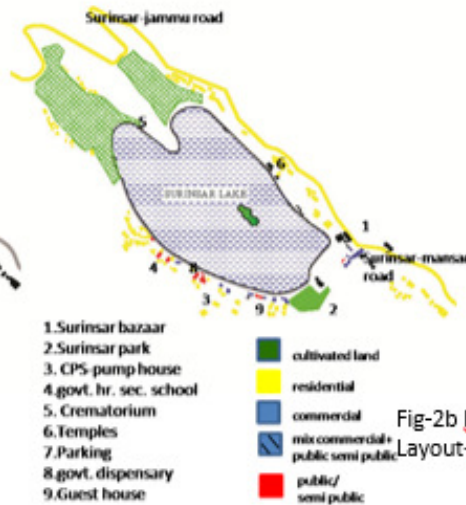 Surinsar-jammu road
5
6
SURINSAR LAKE
1
Surinsar-mansar
road
4
8
3
9
2
1.Surinsar bazaar
2.Surinsar park
3. CPS-pump house
4.govt. hr. sec. school
5. Crematorium
6.Temples
7.Parking
8.govt. dispensary
9.Guest house
cultivated land
residential
commercial
mix commercial+
public semi public
public/
semi public
Fig-2b
Layout-